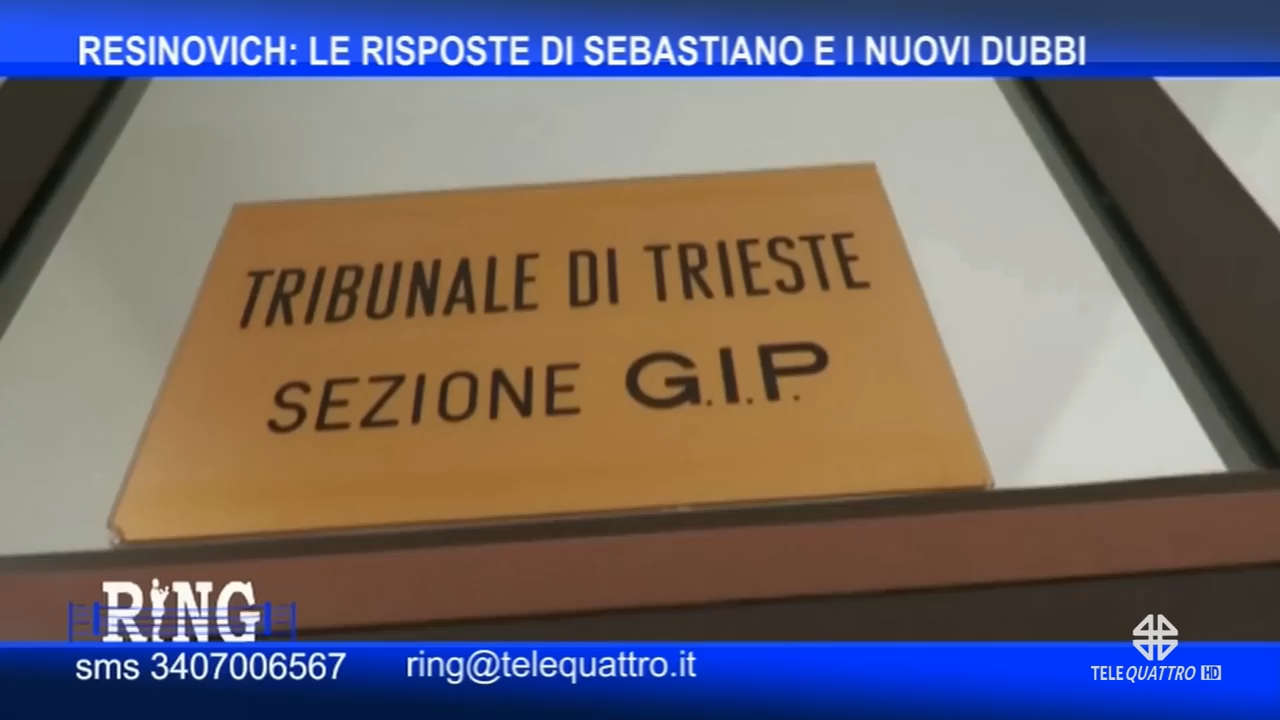 RESINOVICH: LE RISPOSTE DI SEBASTIANO E I NUOVI DUBBI
TRIBUNALE DI TRIESTE
SEZIONE G.I.P.
RING
sms 3407006567 ring@telequattro.it
TELEQUATTRO HD